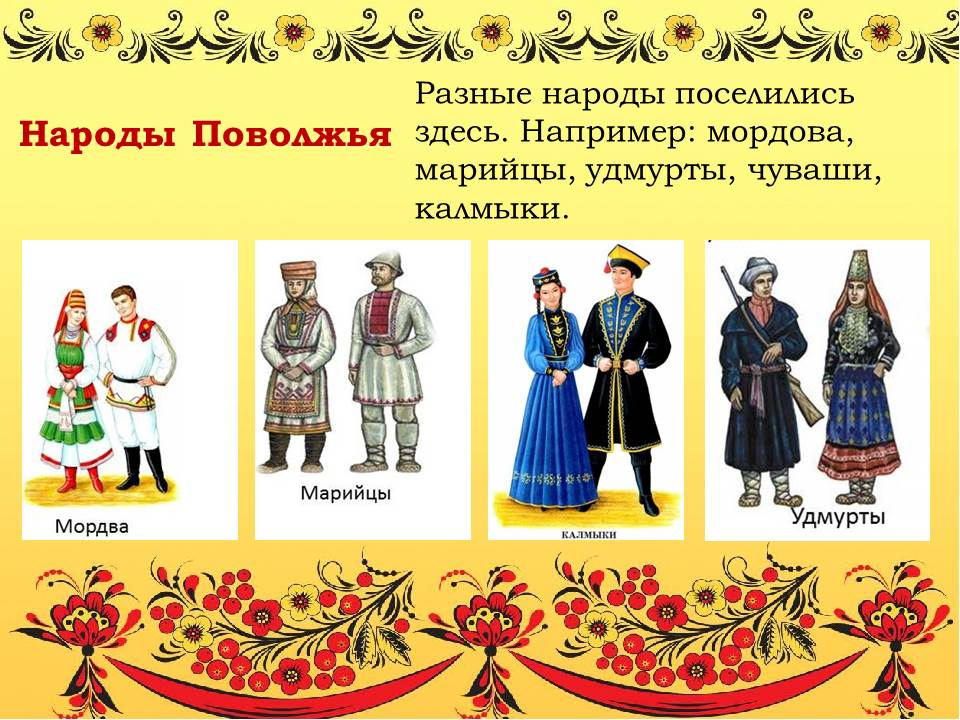 Народы Поволжья
Разные народы поселились
здесь. Например: мордова,
марийцы, удмурты, чуваши,
калмыки.
Мордва
Марийцы
КАЛМЫКИ
Удмурты